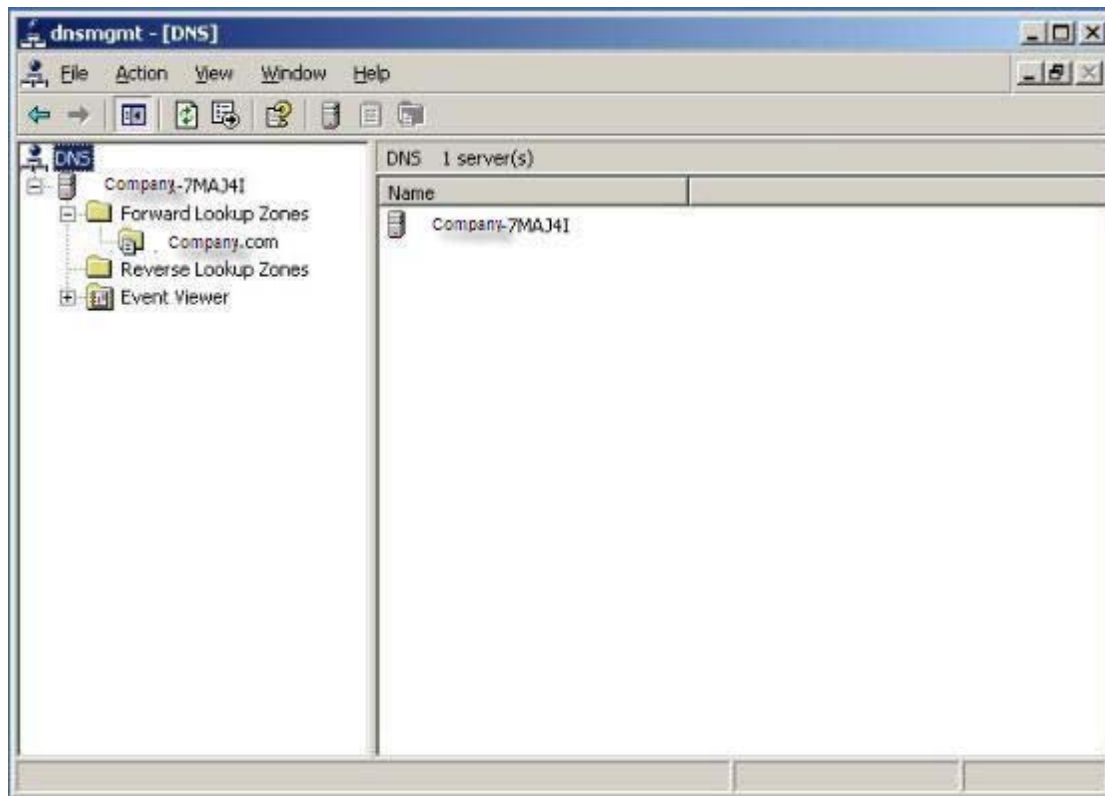 dnsmgmt - [DNS]
File Action View Window Help
DNS
Company-7MAJ4I
Forward Lookup Zones
Company.com
Reverse Lookup Zones
Event Viewer
DNS 1 server(s)
Name
Company-7MAJ4I